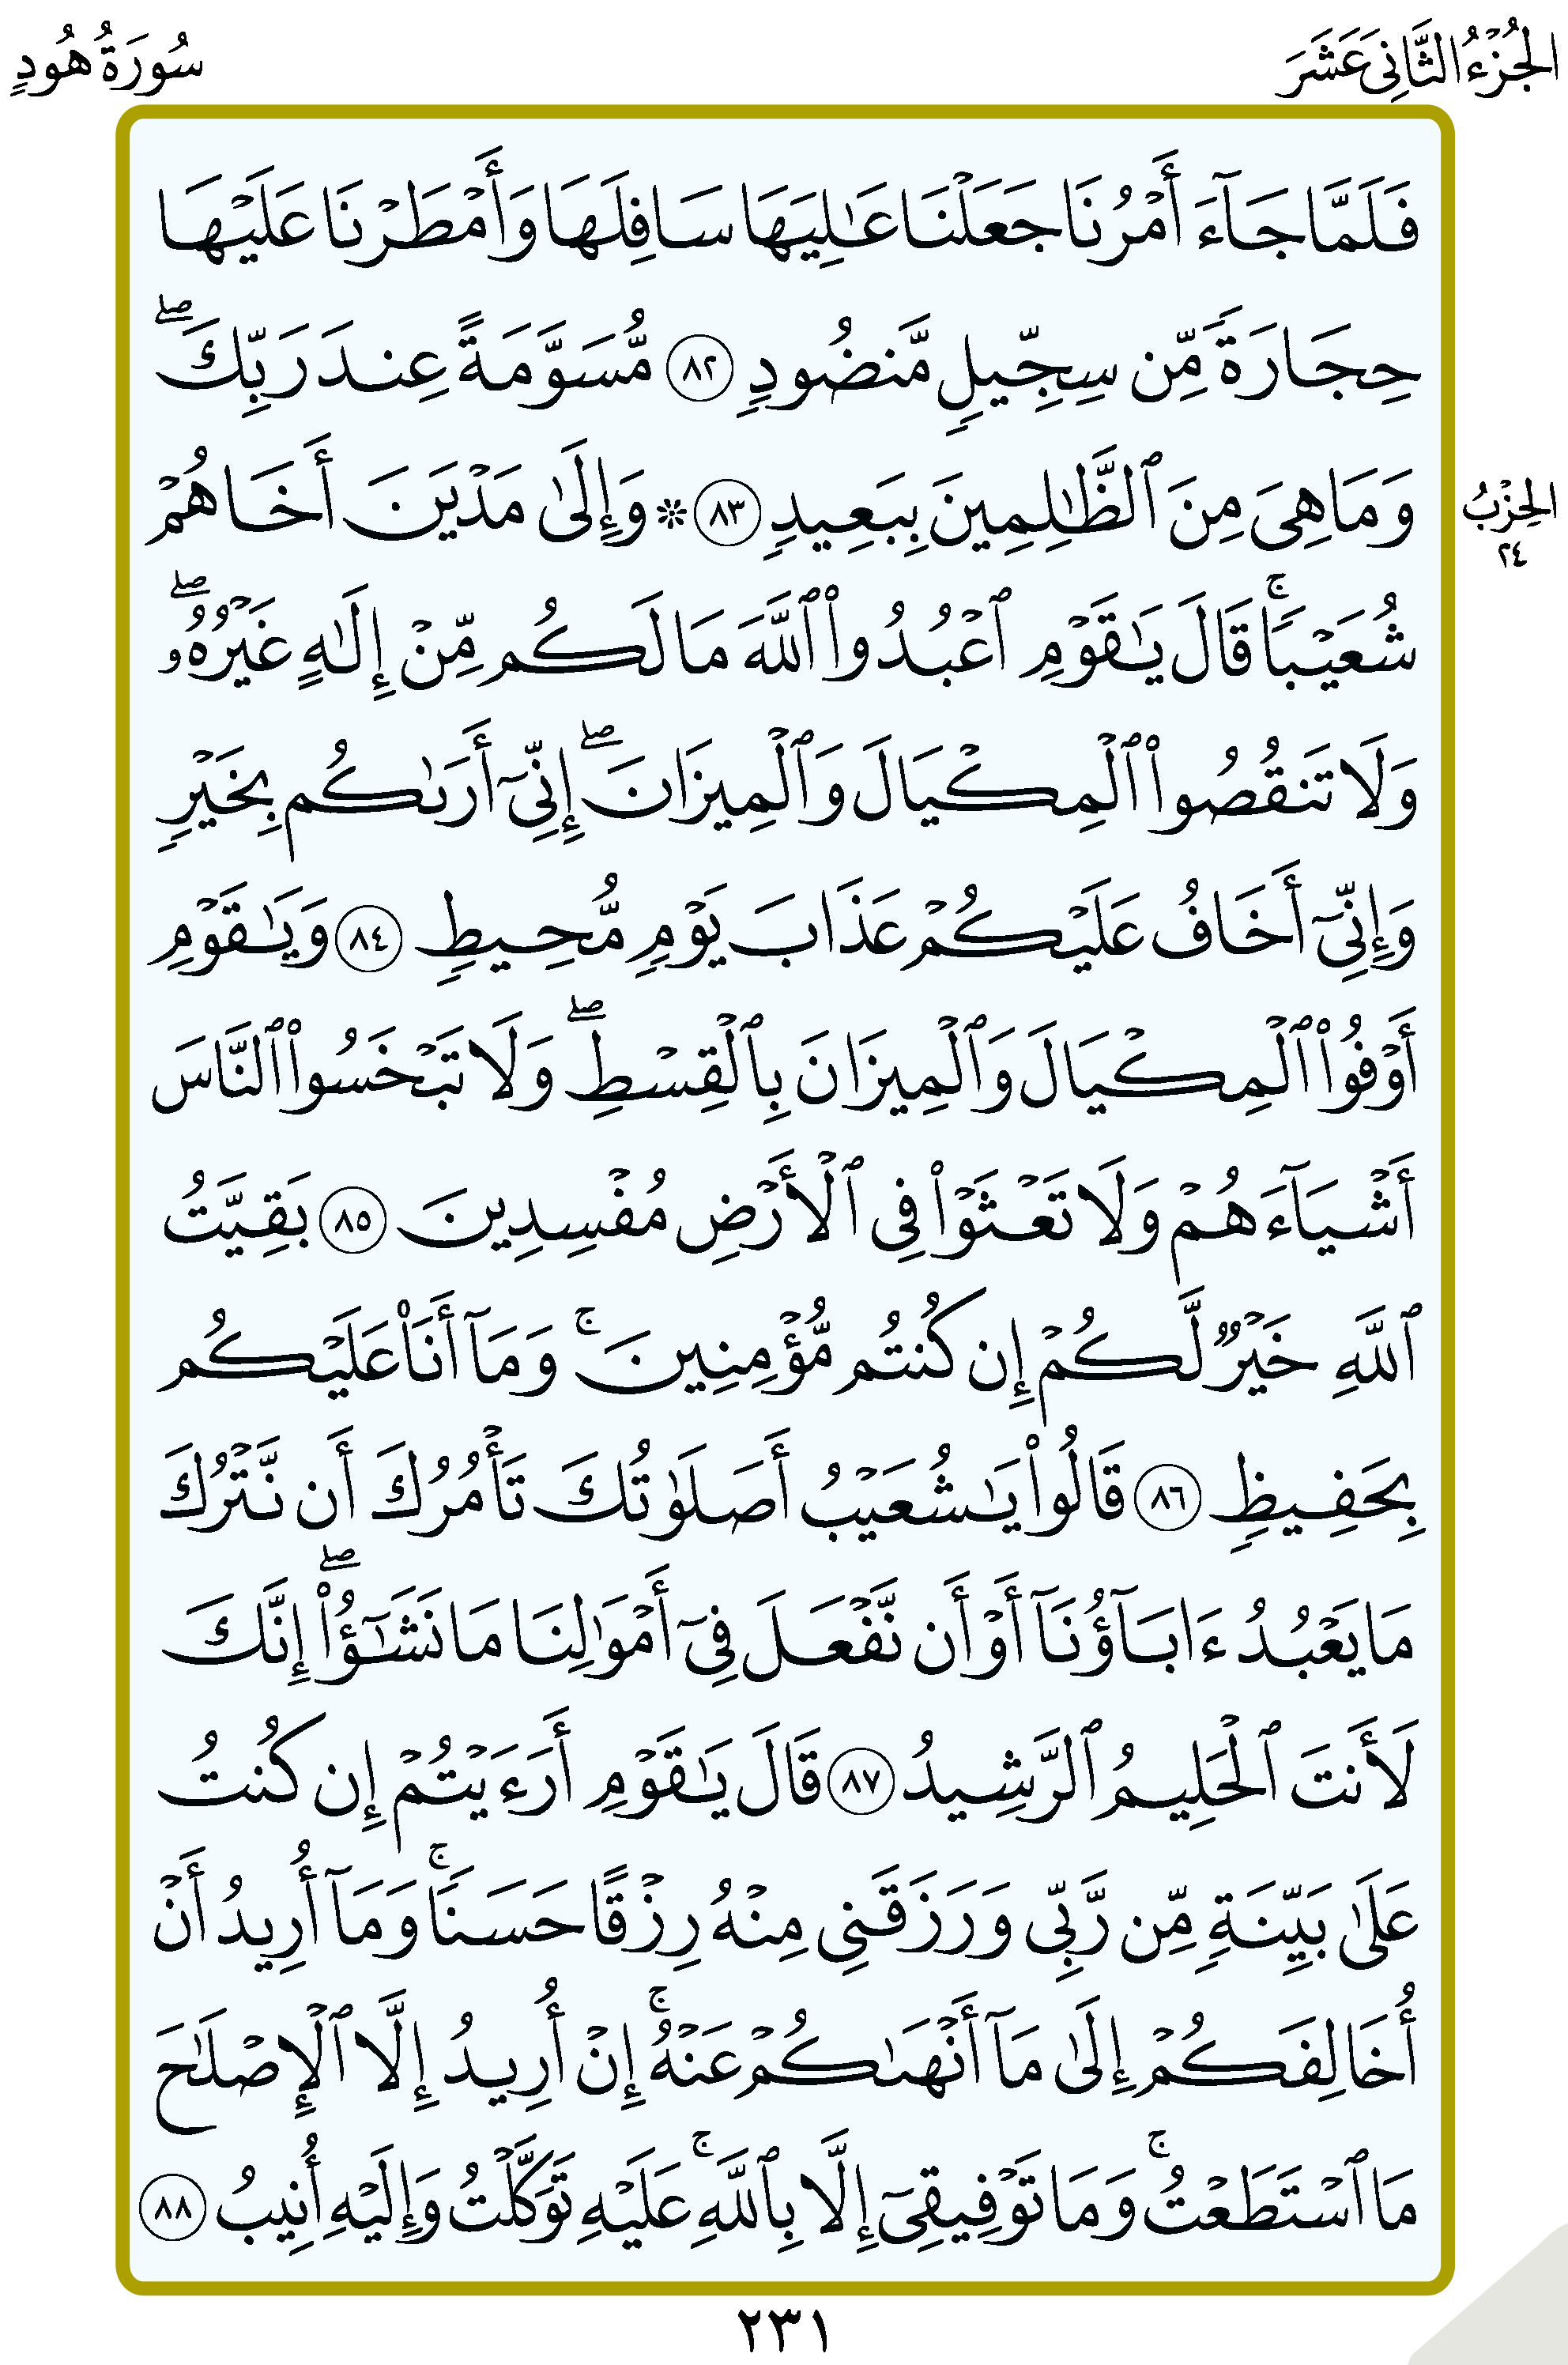 الجُزْءُ الثَّانِيَ عَشَرَ
سُورَةُ هُودٍ
فَلَمَّا جَآءَ أَمْرُنَا جَعَلْنَا عَٰلِيَهَا سَافِلَهَا وَأَمْطَرْنَا عَلَيْهَا
حِجَارَةً مِّن سِجِّيلٍ مَّنضُودٍ ٨٢ مُّسَوَّمَةً عِندَ رَبِّكَۖ
وَمَا هِيَ مِنَ ٱلظَّٰلِمِينَ بِبَعِيدٍ ٨٣ ۞ وَإِلَىٰ مَدْيَنَ أَخَاهُمْ
الحِزْبُ
٢٤
شُعَيْبًاۚ قَالَ يَٰقَوْمِ ٱعْبُدُوا۟ ٱللَّهَ مَا لَكُم مِّنْ إِلَٰهٍ غَيْرُهُۥۖ
وَلَا تَنقُصُوا۟ ٱلْمِكْيَالَ وَٱلْمِيزَانَۖ إِنِّىٓ أَرَىٰكُم بِخَيْرٍ
وَإِنِّىٓ أَخَافُ عَلَيْكُمْ عَذَابَ يَوْمٍ مُّحِيطٍ ٨٤ وَيَٰقَوْمِ
أَوْفُوا۟ ٱلْمِكْيَالَ وَٱلْمِيزَانَ بِٱلْقِسْطِۖ وَلَا تَبْخَسُوا۟ ٱلنَّاسَ
أَشْيَآءَهُمْ وَلَا تَعْثَوْا۟ فِى ٱلْأَرْضِ مُفْسِدِينَ ٨٥ بَقِيَّتُ
ٱللَّهِ خَيْرٌ لَّكُمْ إِن كُنتُم مُّؤْمِنِينَۚ وَمَآ أَنَا۠ عَلَيْكُم
بِحَفِيظٍ ٨٦ قَالُوا۟ يَٰشُعَيْبُ أَصَلَوٰتُكَ تَأْمُرُكَ أَن نَّتْرُكَ
مَا يَعْبُدُ ءَابَآؤُنَآ أَوْ أَن نَّفْعَلَ فِىٓ أَمْوَٰلِنَا مَا نَشَٰٓؤُا۟ۖ إِنَّكَ
لَأَنتَ ٱلْحَلِيمُ ٱلرَّشِيدُ ٨٧ قَالَ يَٰقَوْمِ أَرَءَيْتُمْ إِن كُنتُ
عَلَىٰ بَيِّنَةٍ مِّن رَّبِّى وَرَزَقَنِى مِنْهُ رِزْقًا حَسَنًاۚ وَمَآ أُرِيدُ أَنْ
أُخَالِفَكُمْ إِلَىٰ مَآ أَنْهَىٰكُمْ عَنْهُۚ إِنْ أُرِيدُ إِلَّا ٱلْإِصْلَٰحَ
مَا ٱسْتَطَعْتُۚ وَمَا تَوْفِيقِىٓ إِلَّا بِٱللَّهِۚ عَلَيْهِ تَوَكَّلْتُ وَإِلَيْهِ أُنِيبُ ٨٨
٢٣١